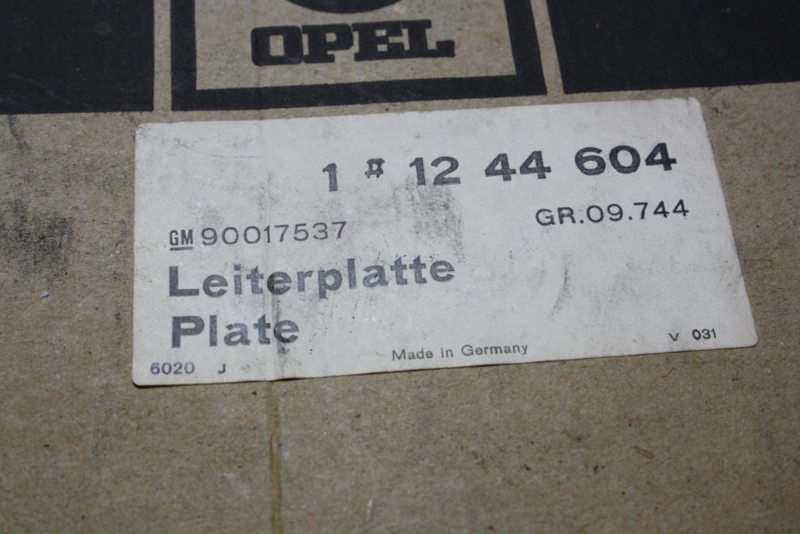 OPEL
1 ¤ 12 44 604
GM 90017537
GR.09.744
Leiterplatte
Plate
6020 J
Made in Germany
V 031